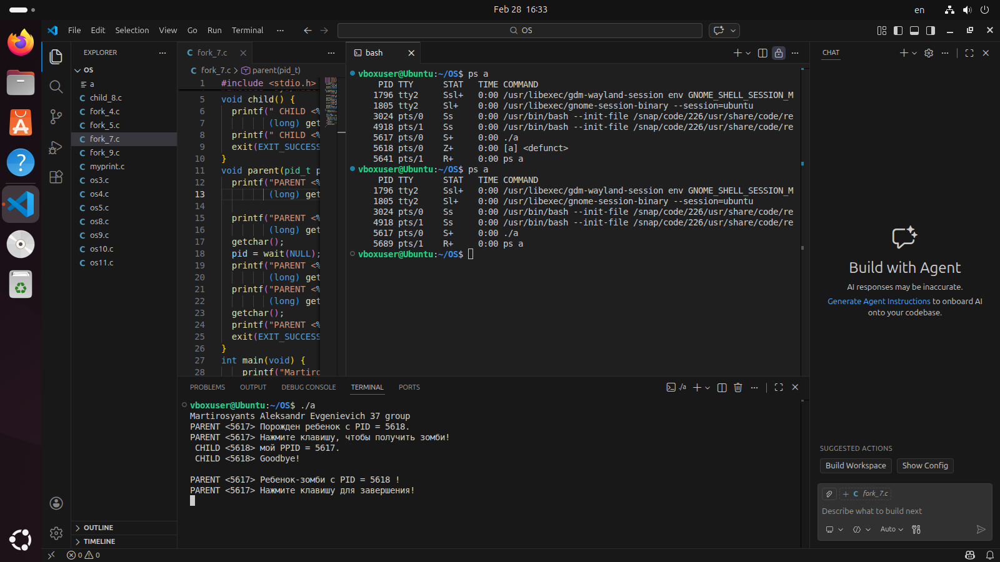 Feb 28 16:33
en
File Edit Selection View Go Run Terminal ···
OS
EXPLORER ···
OS
a
C child_8.c
C fork_4.c
C fork_5.c
C fork_7.c
C fork_9.c
C myprint.c
C os3.c
C os4.c
C os5.c
C os8.c
C os9.c
C os10.c
C os11.c
OUTLINE
TIMELINE
C fork_7.c
C fork_7.c > parent(pid_t)
1 #include <stdio.h>
5 void child() {
6 printf(" CHILD <%
7 (long) get
8 printf(" CHILD <%
9 exit(EXIT_SUCCESS
10 }
11 void parent(pid_t p
12 printf("PARENT <%
13 (long) get
14
15 printf("PARENT <%
16 (long) get
17 getchar();
18 pid = wait(NULL);
19 printf("PARENT <%
20 (long) get
21 printf("PARENT <%
22 (long) get
23 getchar();
24 printf("PARENT <%
25 exit(EXIT_SUCCESS
26 }
27 int main(void) {
28 printf("Martiro
bash
vboxuser@Ubuntu:~/OS$ ps a
PID TTY STAT TIME COMMAND
1796 tty2 Ssl+ 0:00 /usr/libexec/gdm-wayland-session env GNOME_SHELL_SESSION_M
1805 tty2 Sl+ 0:00 /usr/libexec/gnome-session-binary --session=ubuntu
3024 pts/0 Ss 0:00 /usr/bin/bash --init-file /snap/code/226/usr/share/code/re
4918 pts/1 Ss 0:00 /usr/bin/bash --init-file /snap/code/226/usr/share/code/re
5617 pts/0 S+ 0:00 ./a
5618 pts/0 Z+ 0:00 [a] <defunct>
5641 pts/1 R+ 0:00 ps a
vboxuser@Ubuntu:~/OS$ ps a
PID TTY STAT TIME COMMAND
1796 tty2 Ssl+ 0:00 /usr/libexec/gdm-wayland-session env GNOME_SHELL_SESSION_M
1805 tty2 Sl+ 0:00 /usr/libexec/gnome-session-binary --session=ubuntu
3024 pts/0 Ss 0:00 /usr/bin/bash --init-file /snap/code/226/usr/share/code/re
4918 pts/1 Ss 0:00 /usr/bin/bash --init-file /snap/code/226/usr/share/code/re
5617 pts/0 S+ 0:00 ./a
5689 pts/1 R+ 0:00 ps a
vboxuser@Ubuntu:~/OS$
PROBLEMS OUTPUT DEBUG CONSOLE TERMINAL PORTS
./a
vboxuser@Ubuntu:~/OS$ ./a
Martirosyants Aleksandr Evgenievich 37 group
PARENT <5617> Порожден ребенок с PID = 5618.
PARENT <5617> Нажмите клавишу, чтобы получить зомби!
CHILD <5618> мой PPID = 5617.
CHILD <5618> Goodbye!
PARENT <5617> Ребенок-зомби с PID = 5618 !
PARENT <5617> Нажмите клавишу для завершения!
CHAT
Build with Agent
AI responses may be inaccurate.
Generate Agent Instructions to onboard AI
onto your codebase.
SUGGESTED ACTIONS
Build Workspace Show Config
+ C fork_7.c
Describe what to build next
Auto
0 0